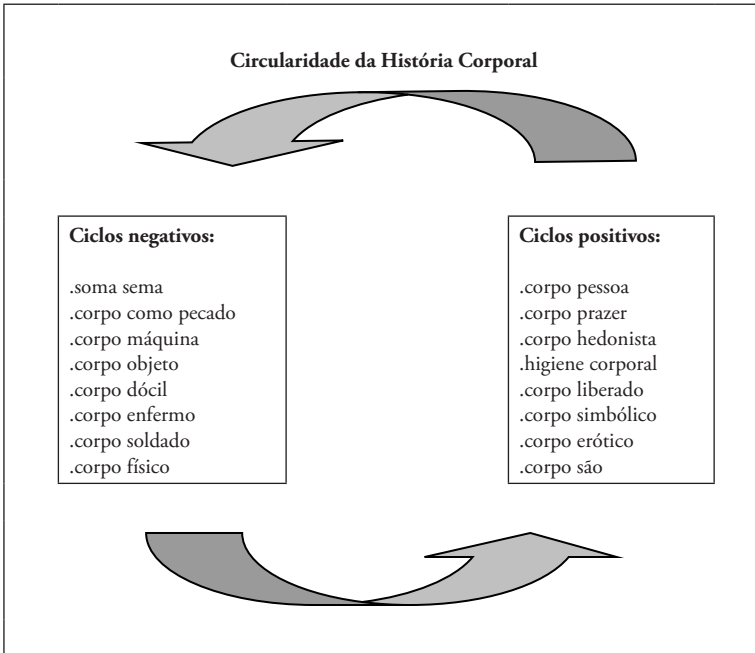 Circularidade da História Corporal
Ciclos negativos:
.soma sema
.corpo como pecado
.corpo máquina
.corpo objeto
.corpo dócil
.corpo enfermo
.corpo soldado
.corpo físico
Ciclos positivos:
.corpo pessoa
.corpo prazer
.corpo hedonista
.higiene corporal
.corpo liberado
.corpo simbólico
.corpo erótico
.corpo são